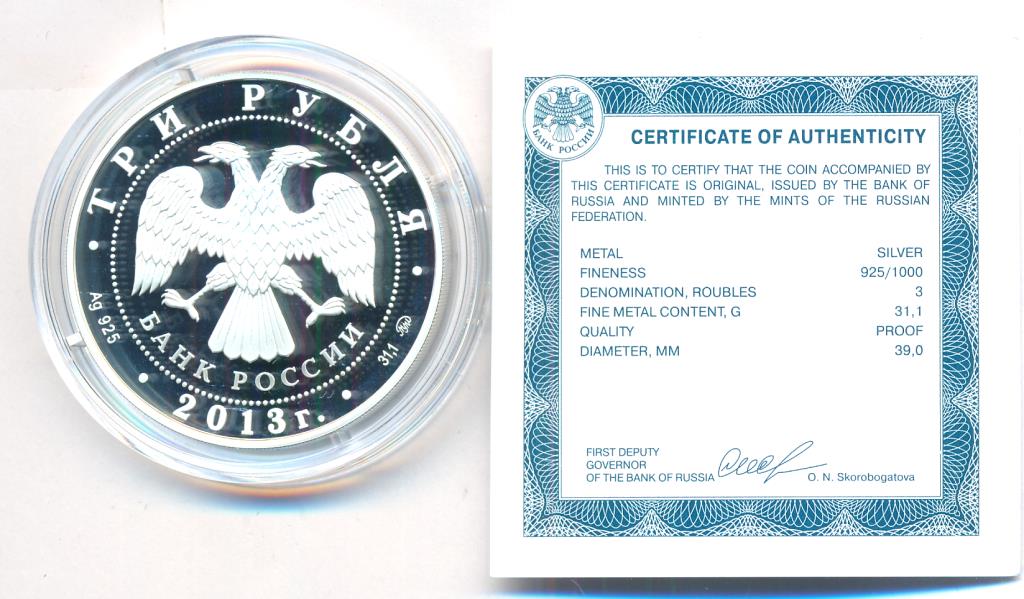 ТРИ РУБЛЯ
Ag 925
БАНК РОССИИ
31,1
2013г.
БАНК РОССИИ
CERTIFICATE OF AUTHENTICITY
THIS IS TO CERTIFY THAT THE COIN ACCOMPANIED BY
THIS CERTIFICATE IS ORIGINAL, ISSUED BY THE BANK OF
RUSSIA AND MINTED BY THE MINTS OF THE RUSSIAN
FEDERATION.
METAL SILVER
FINENESS 925/1000
DENOMINATION, ROUBLES 3
FINE METAL CONTENT, G 31,1
QUALITY PROOF
DIAMETER, MM 39,0
FIRST DEPUTY
GOVERNOR
OF THE BANK OF RUSSIA O. N. Skorobogatova